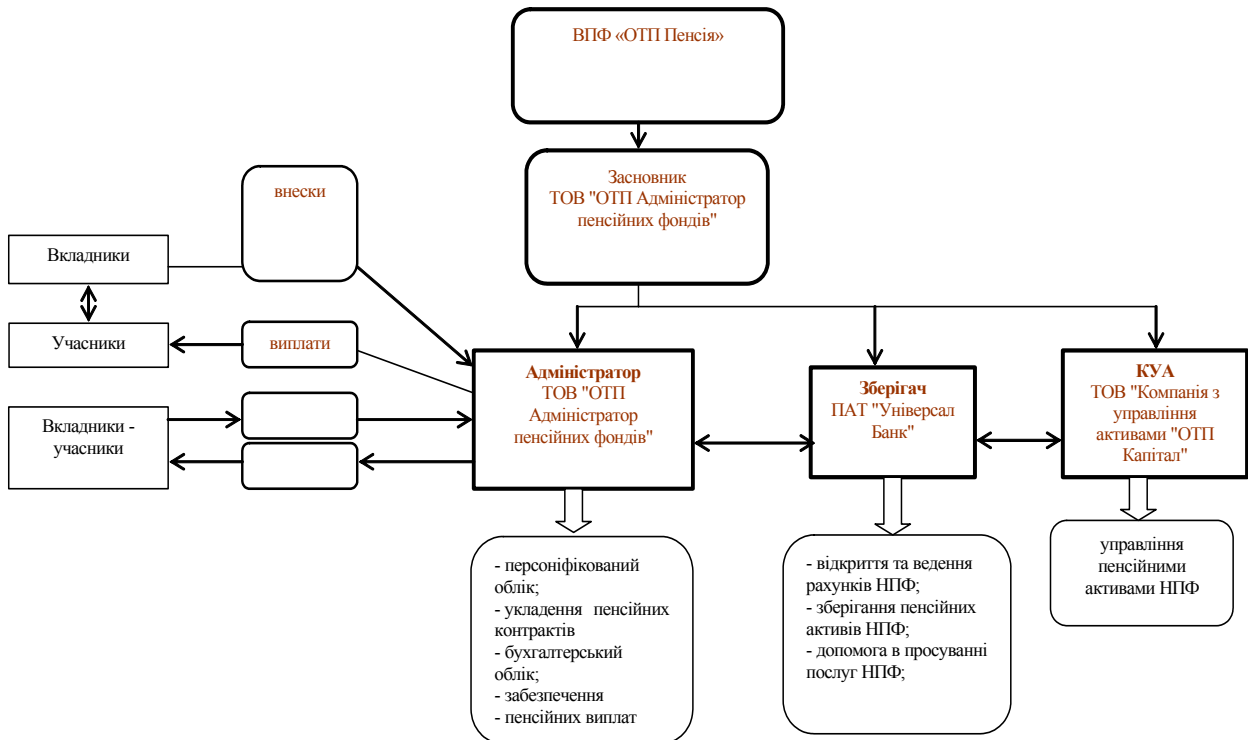 ВПФ «ОТП Пенсія»
Засновник
ТОВ "ОТП Адміністратор
пенсійних фондів"
внески
Вкладники
Учасники
виплати
Вкладники -
учасники
Адміністратор
ТОВ "ОТП
Адміністратор
пенсійних фондів"
Зберігач
ПАТ "Універсал
Банк"
КУА
ТОВ "Компанія з
управління
активами "ОТП
Капітал"
- персоніфікований
облік;
- укладення пенсійних
контрактів
- бухгалтерський
облік;
- забезпечення
- пенсійних виплат
- відкриття та ведення
рахунків НПФ;
- зберігання пенсійних
активів НПФ;
- допомога в просуванні
послуг НПФ;
управління
пенсійними
активами НПФ